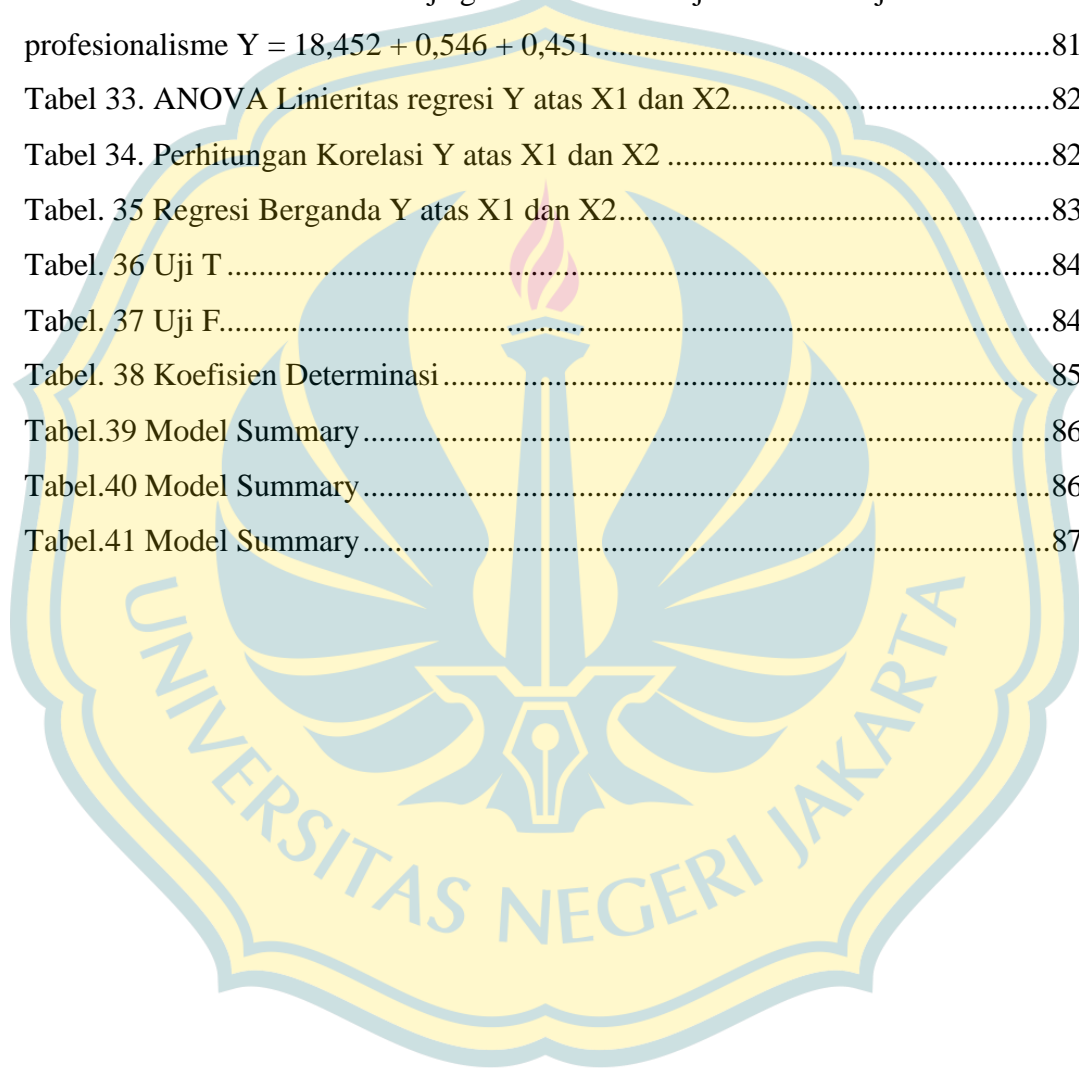 profesionalisme Y = 18,452 + 0,546 + 0,451.....................................................................81
Tabel 33. ANOVA Linieritas regresi Y atas X1 dan X2.................................................82
Tabel 34. Perhitungan Korelasi Y atas X1 dan X2 ........................................................82
Tabel. 35 Regresi Berganda Y atas X1 dan X2..............................................................83
Tabel. 36 Uji T ...............................................................................................................84
Tabel. 37 Uji F................................................................................................................84
Tabel. 38 Koefisien Determinasi....................................................................................85
Tabel.39 Model Summary..............................................................................................86
Tabel.40 Model Summary..............................................................................................86
Tabel.41 Model Summary..............................................................................................87
UNIVERSITAS NEGERI JAKARTA